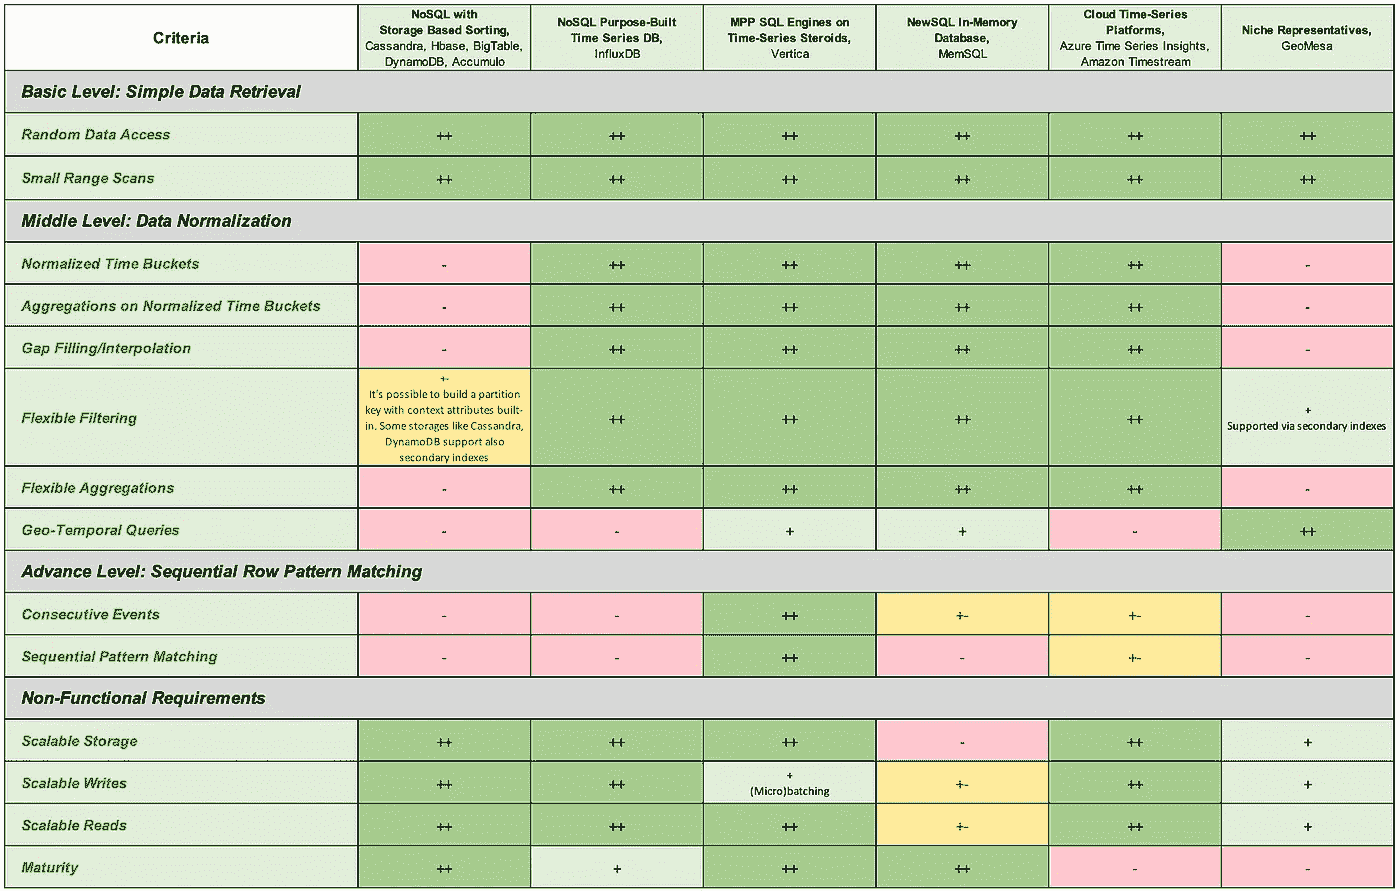 Criteria
NoSQL with
Storage Based Sorting,
Cassandra, Hbase, BigTable,
DynamoDB, Accumulo
NoSQL Purpose-Built
Time Series DB,
InfluxDB
MPP SQL Engines on
Time-Series Steroids,
Vertica
NewSQL In-Memory
Database,
MemSQL
Cloud Time-Series
Platforms,
Azure Time Series Insights,
Amazon Timestream
Niche Representatives,
GeoMesa
Basic Level: Simple Data Retrieval
Random Data Access ++ ++ ++ ++ ++ ++
Small Range Scans ++ ++ ++ ++ ++ ++
Middle Level: Data Normalization
Normalized Time Buckets - ++ ++ ++ ++ -
Aggregations on Normalized Time Buckets - ++ ++ ++ ++ -
Gap Filling/Interpolation - ++ ++ ++ ++ -
Flexible Filtering
+-
It's possible to build a partition
key with context attributes built-
in. Some storages like Cassandra,
DynamoDB support also
secondary indexes
++ ++ ++ ++
+
Supported via secondary indexes
Flexible Aggregations - ++ ++ ++ ++ -
Geo-Temporal Queries - - + + - ++
Advance Level: Sequential Row Pattern Matching
Consecutive Events - - ++ +- +- -
Sequential Pattern Matching - - ++ - +- -
Non-Functional Requirements
Scalable Storage ++ ++ ++ - ++ +
Scalable Writes ++ ++
+
(Micro)batching
+- ++ +
Scalable Reads ++ ++ ++ +- ++ +
Maturity ++ + ++ ++ - -